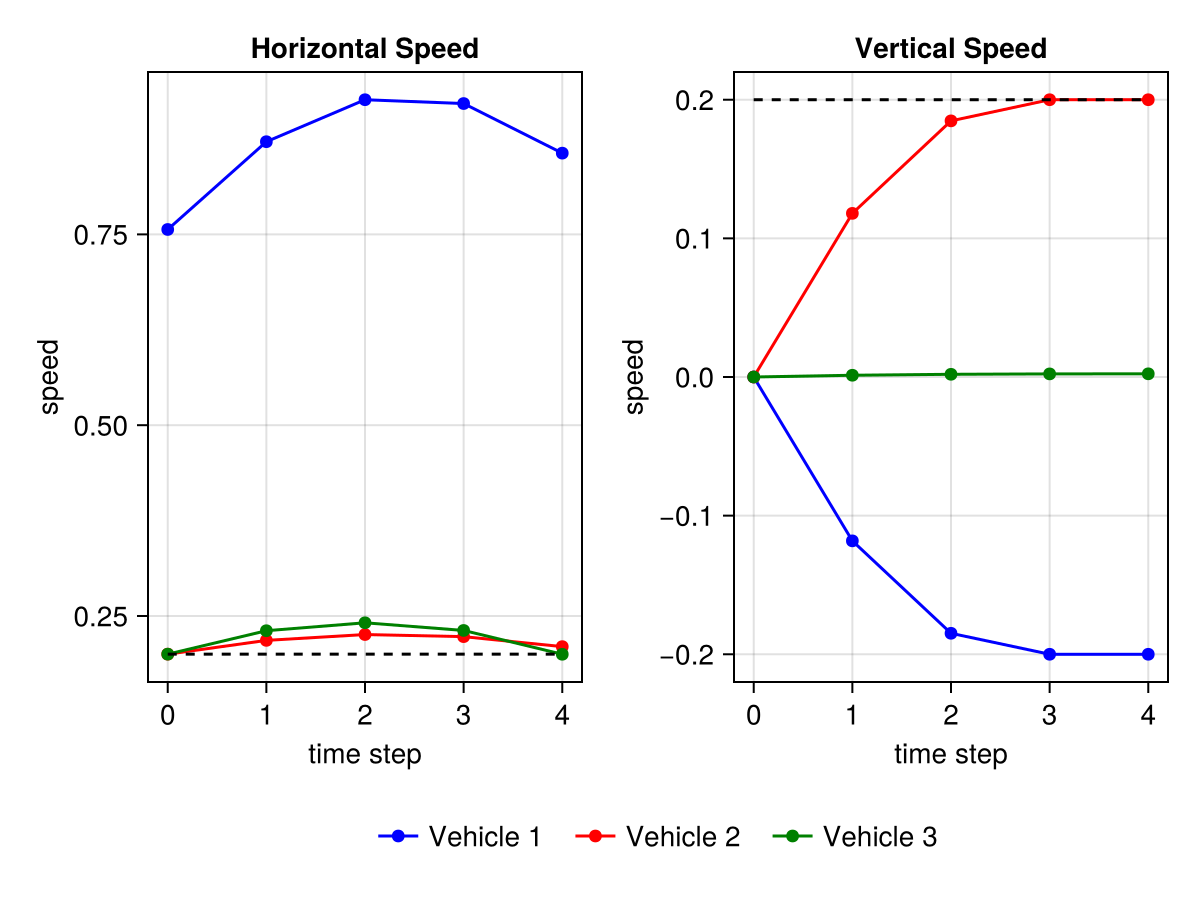 Horizontal Speed
Vertical Speed
speed
0.75
0.50
0.25
0 1 2 3 4
time step
speed
0.2
0.1
0.0
−0.1
−0.2
0 1 2 3 4
time step
Vehicle 1 Vehicle 2 Vehicle 3